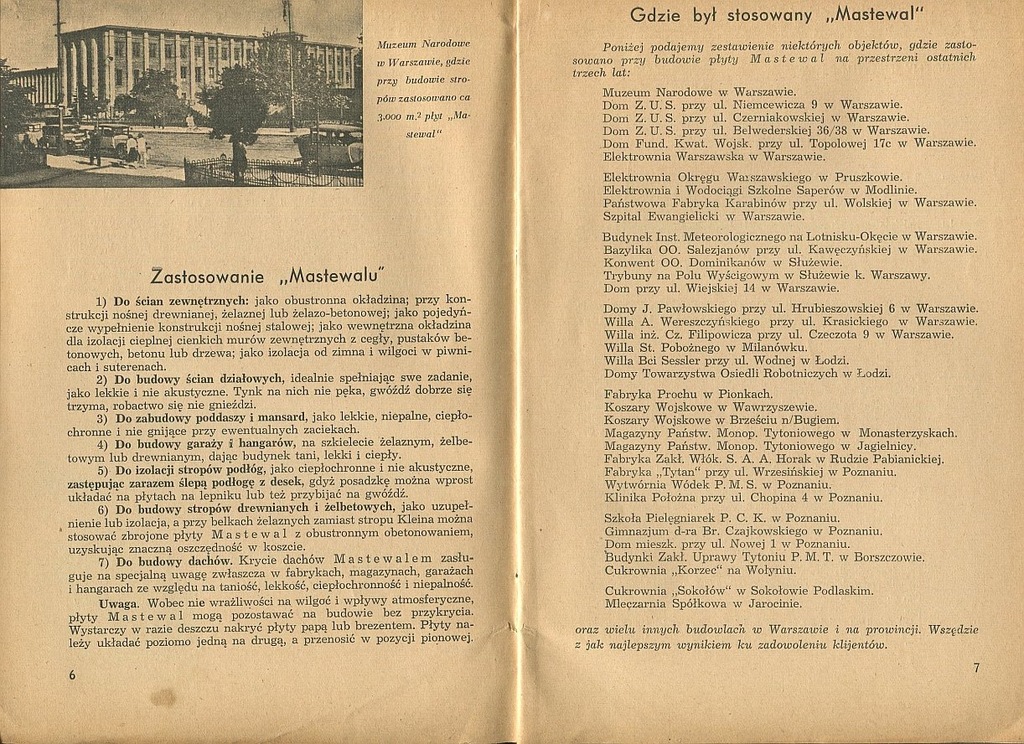 Muzeum Narodowe
w Warszawie, gdzie
przy budowie stro-
pów zastosowano ca
3.000 m.² płyt „Ma-
stewal"
Zastosowanie „Mastewalu"
1) Do ścian zewnętrznych: jako obustronna okładzina; przy kon-
strukcji nośnej drewnianej, żelaznej lub żelazo-betonowej; jako pojedyń-
cze wypełnienie konstrukcji nośnej stalowej; jako wewnętrzna okładzina
dla izolacji cieplnej cienkich murów zewnętrznych z cegły, pustaków be-
tonowych, betonu lub drzewa; jako izolacja od zimna i wilgoci w piwni-
cach i suterenach.
2) Do budowy ścian działowych, idealnie spełniając swe zadanie,
jako lekkie i nie akustyczne. Tynk na nich nie pęka, gwóźdź dobrze się
trzyma, robactwo się nie gnieździ.
3) Do zabudowy poddaszy i mansard, jako lekkie, niepalne, ciepło-
chronne i nie gnijące przy ewentualnych zaciekach.
4) Do budowy garaży i hangarów, na szkielecie żelaznym, żelbe-
towym lub drewnianym, dając budynek tani, lekki i ciepły.
5) Do izolacji stropów podłóg, jako ciepłochronne i nie akustyczne,
zastępując zarazem ślepą podłogę z desek, gdyż posadzkę można wprost
układać na płytach na lepniku lub też przybijać na gwóźdź.
6) Do budowy stropów drewnianych i żelbetowych, jako uzupeł-
nienie lub izolacja, a przy belkach żelaznych zamiast stropu Kleina można
stosować zbrojone płyty Mastewal z obustronnym obetonowaniem,
uzyskując znaczną oszczędność w koszcie.
7) Do budowy dachów. Krycie dachów Mastewalem zasłu-
guje na specjalną uwagę zwłaszcza w fabrykach, magazynach, garażach
i hangarach ze względu na taniość, lekkość, ciepłochronność i niepalność.
Uwaga. Wobec nie wrażliwości na wilgoć i wpływy atmosferyczne,
płyty Mastewal mogą pozostawać na budowie bez przykrycia.
Wystarczy w razie deszczu nakryć płyty papą lub brezentem. Płyty na-
leży układać poziomo jedną na drugą, a przenosić w pozycji pionowej.
6
Gdzie był stosowany „Mastewal"
Poniżej podajemy zestawienie niektórych objektów, gdzie zasto-
sowano przy budowie płyty Mastewal na przestrzeni ostatnich
trzech lat:
Muzeum Narodowe w Warszawie.
Dom Z. U. S. przy ul. Niemcewicza 9 w Warszawie.
Dom Z. U. S. przy ul. Czerniakowskiej w Warszawie.
Dom Z. U. S. przy ul. Belwederskiej 36/38 w Warszawie.
Dom Fund. Kwat. Wojsk. przy ul. Topolowej 17c w Warszawie.
Elektrownia Warszawska w Warszawie.
Elektrownia Okręgu Warszawskiego w Pruszkowie.
Elektrownia i Wodociągi Szkolne Saperów w Modlinie.
Państwowa Fabryka Karabinów przy ul. Wolskiej w Warszawie.
Szpital Ewangielicki w Warszawie.
Budynek Inst. Meteorologicznego na Lotnisku-Okęcie w Warszawie.
Bazylika OO. Salezjanów przy ul. Kawęczyńskiej w Warszawie.
Konwent OO. Dominikanów w Służewie.
Trybuny na Polu Wyścigowym w Służewie k. Warszawy.
Dom przy ul. Wiejskiej 14 w Warszawie.
Domy J. Pawłowskiego przy ul. Hrubieszowskiej 6 w Warszawie.
Willa A. Wereszczyńskiego przy ul. Krasickiego w Warszawie.
Willa inż. Cz. Filipowicza przy ul. Czeczota 9 w Warszawie.
Willa St. Pobożnego w Milanówku.
Willa Bci Sessler przy ul. Wodnej w Łodzi.
Domy Towarzystwa Osiedli Robotniczych w Łodzi.
Fabryka Prochu w Pionkach.
Koszary Wojskowe w Wawrzyszewie.
Koszary Wojskowe w Brześciu n/Bugiem.
Magazyny Państw. Monop. Tytoniowego w Monasterzyskach.
Magazyny Państw. Monop. Tytoniowego w Jagielnicy.
Fabryka Zakł. Włók. S. A. A. Horak w Rudzie Pabianickiej.
Fabryka „Tytan" przy ul. Wrzesińskiej w Poznaniu.
Wytwórnia Wódek P. M. S. w Poznaniu.
Klinika Położna przy ul. Chopina 4 w Poznaniu.
Szkoła Pielęgniarek P. C. K. w Poznaniu.
Gimnazjum d-ra Br. Czajkowskiego w Poznaniu.
Dom mieszk. przy ul. Nowej 1 w Poznaniu.
Budynki Zakł. Uprawy Tytoniu P. M. T. w Borszczowie.
Cukrownia „Korzec" na Wołyniu.
Cukrownia „Sokołów" w Sokołowie Podlaskim.
Mleczarnia Spółkowa w Jarocinie.
oraz wielu innych budowlach w Warszawie i na prowincji. Wszędzie
z jak najlepszym wynikiem ku zadowoleniu klijentów.
7